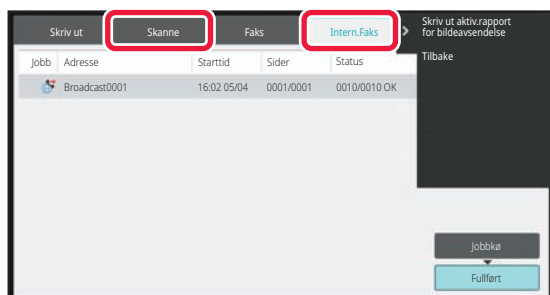 Skriv ut Skanne Faks Intern.Faks
Skriv ut aktiv.rapport
for bildeavsendelse
Tilbake
Jobb Adresse Starttid Sider Status
Broadcast0001 16:02 05/04 0001/0001 0010/0010 OK
Jobbkø
Fullført